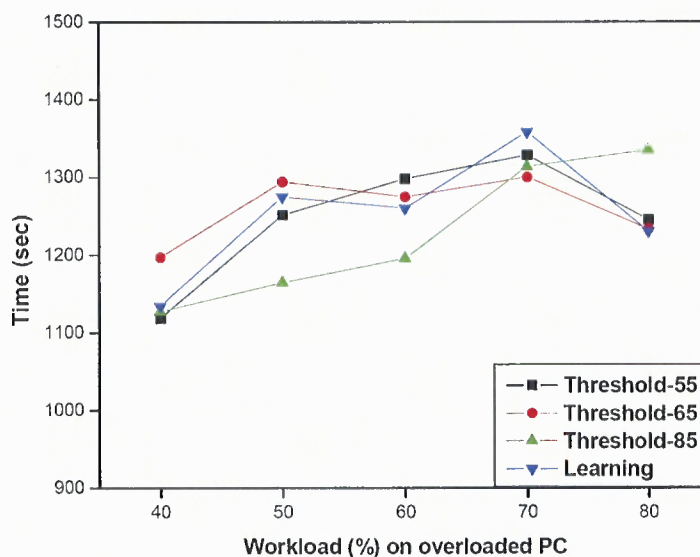 1500
1400
1300
1200
1100
1000
900
Time (sec)
40
50
60
70
80
Workload (%) on overloaded PC
Threshold-55
Threshold-65
Threshold-85
Learning